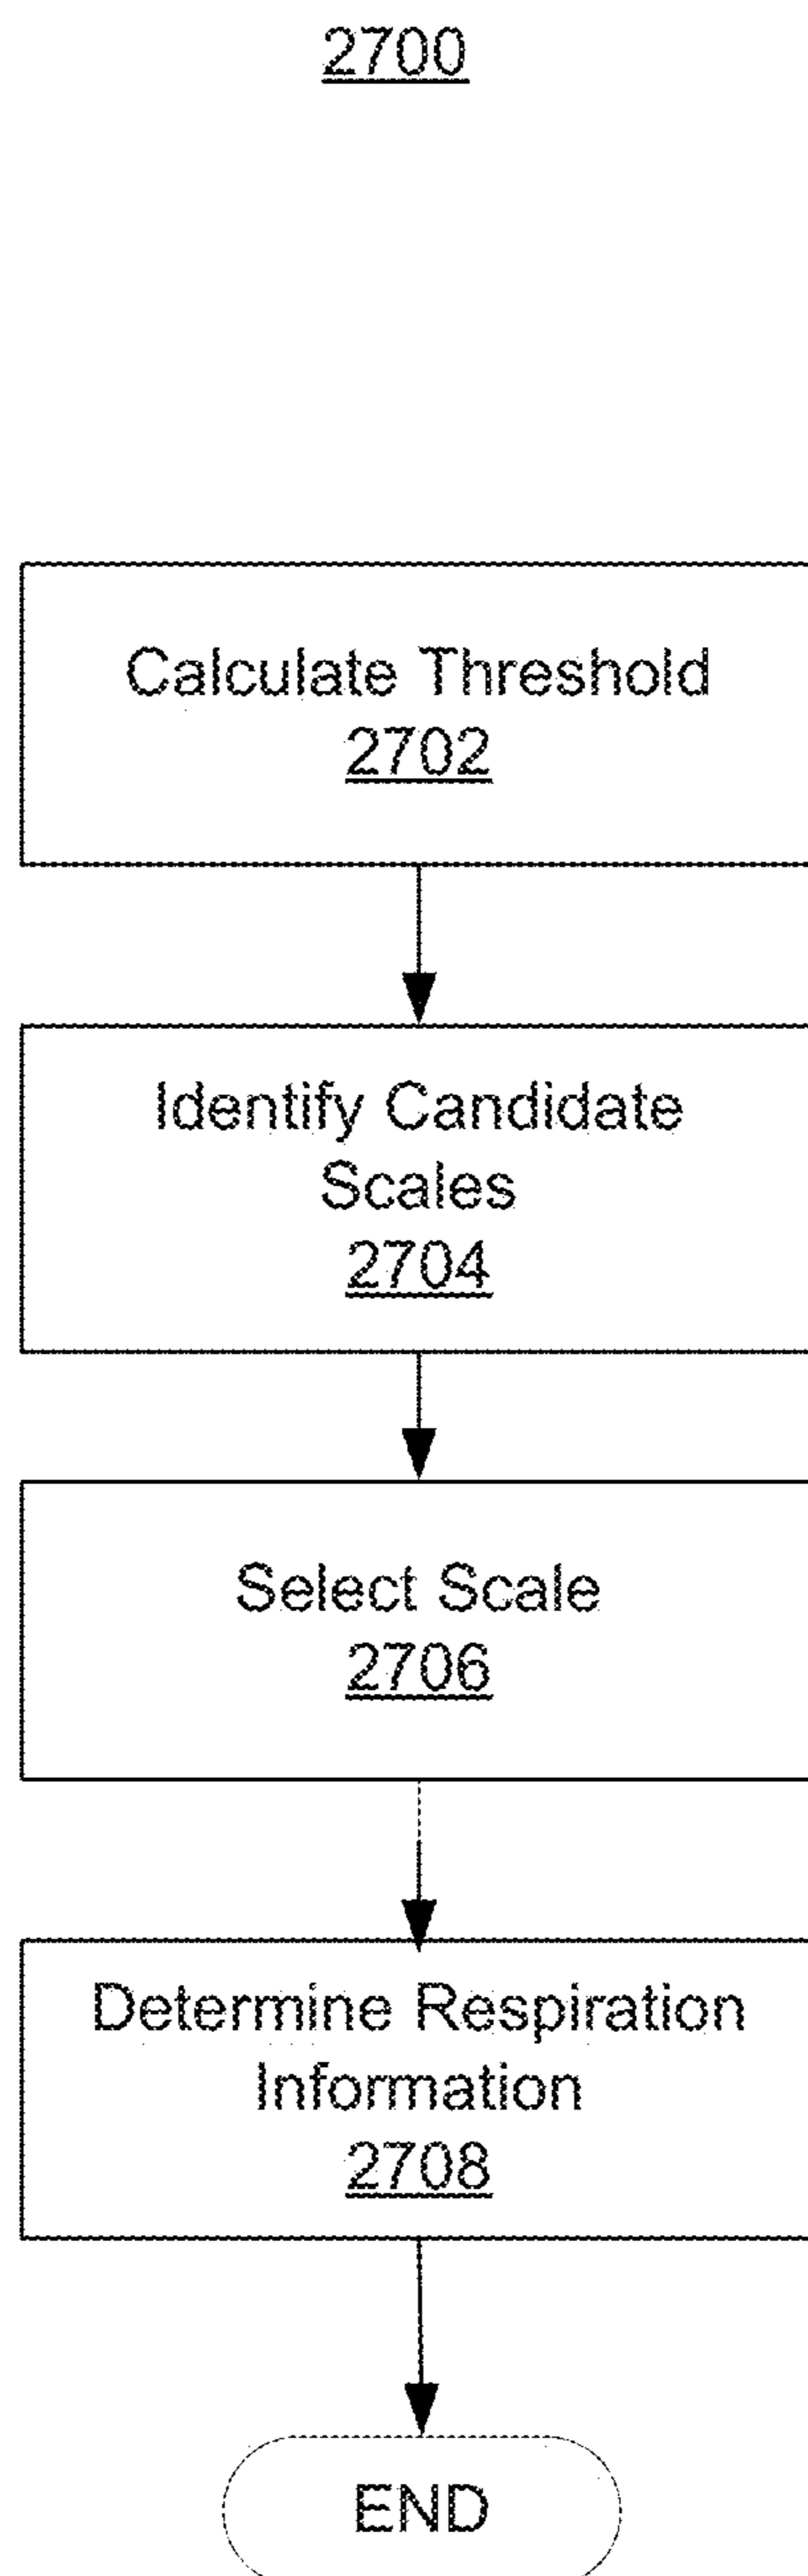 2700
Calculate Threshold
2702
Identify Candidate
Scales
2704
Select Scale
2706
Determine Respiration
Information
2708
END